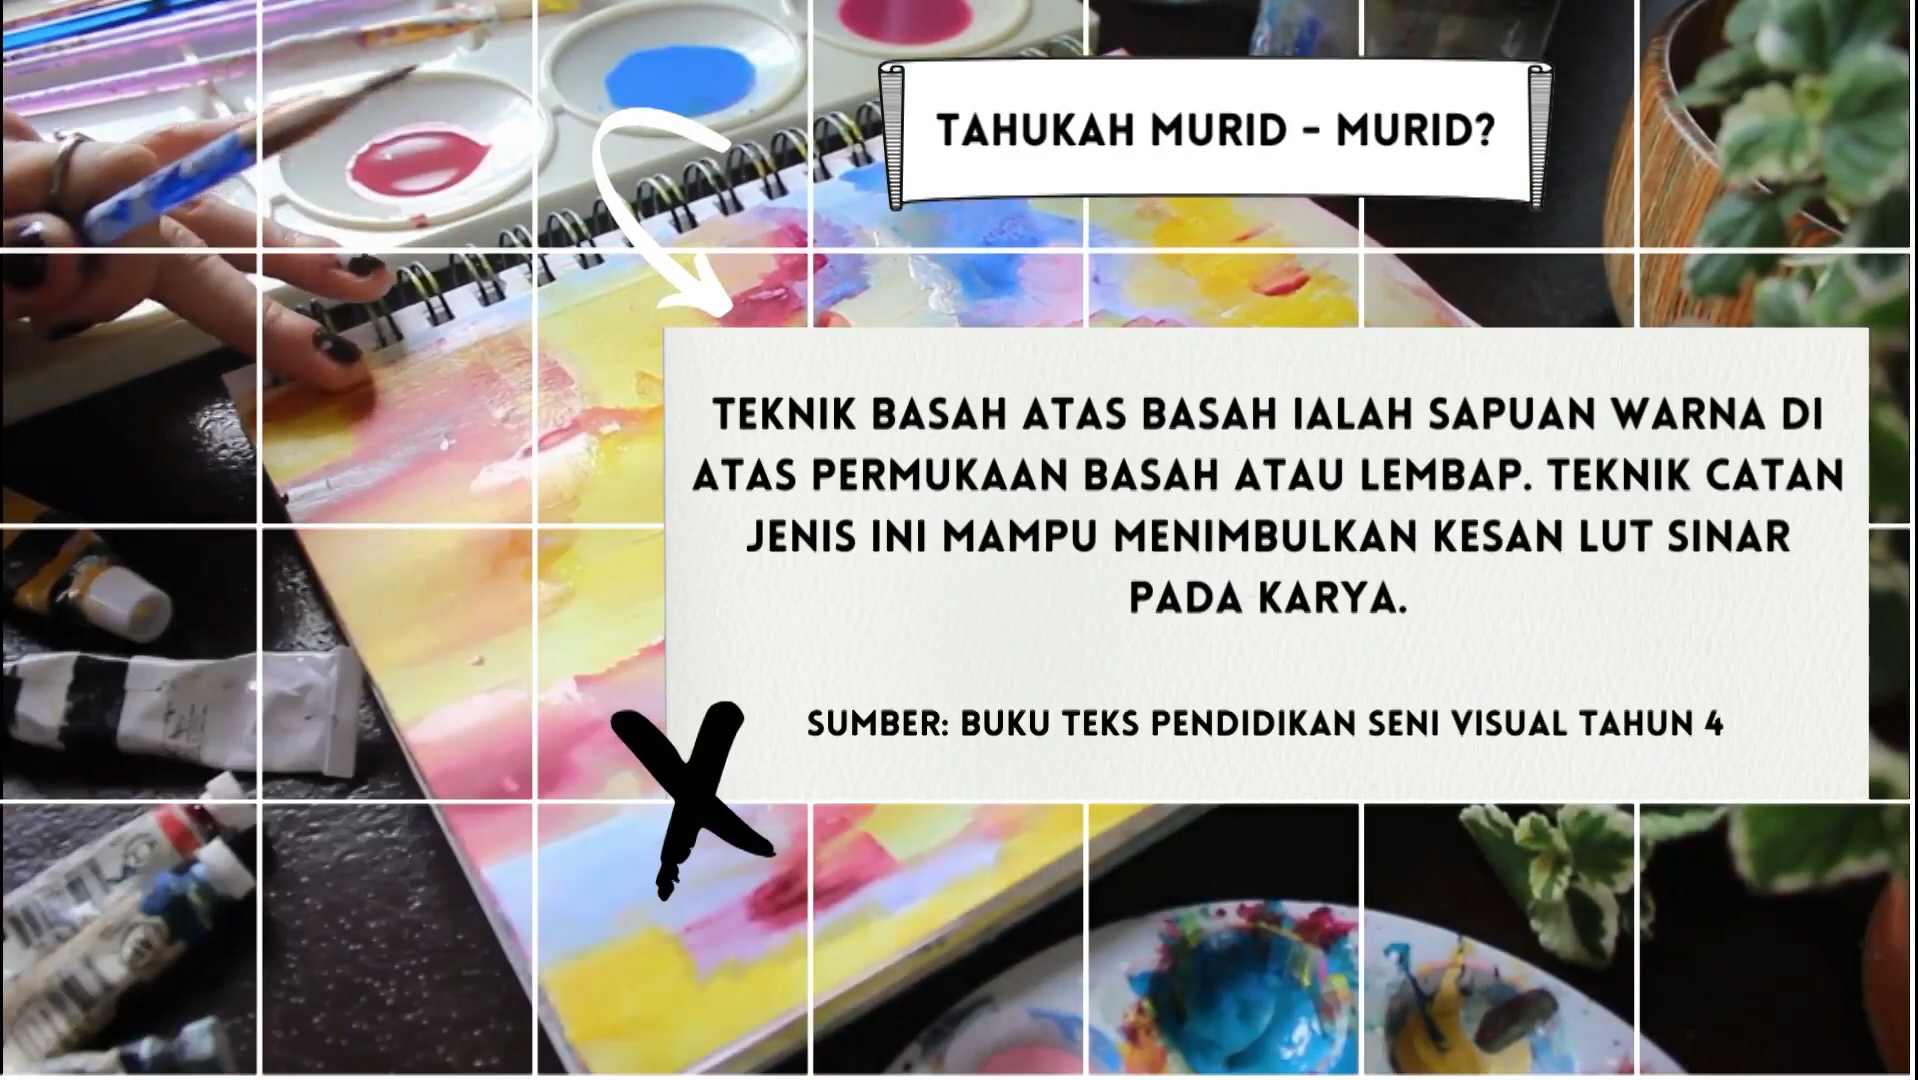 TAHUKAH MURID - MURID?
TEKNIK BASAH ATAS BASAH IALAH SAPUAN WARNA DI
ATAS PERMUKAAN BASAH ATAU LEMBAP. TEKNIK CATAN
JENIS INI MAMPU MENIMBULKAN KESAN LUT SINAR
PADA KARYA.
SUMBER: BUKU TEKS PENDIDIKAN SENI VISUAL TAHUN 4